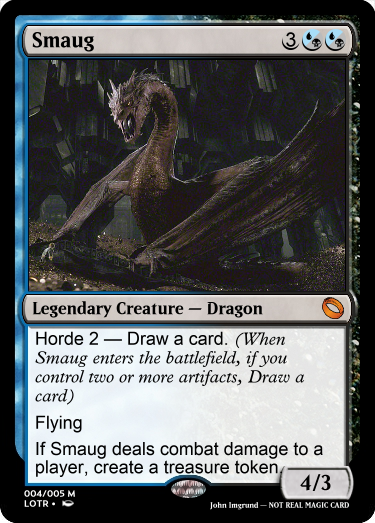 Smaug 3
Legendary Creature — Dragon
Horde 2 — Draw a card. (When
Smaug enters the battlefield, if you
control two or more artifacts, Draw a
card)
Flying
If Smaug deals combat damage to a
player, create a treasure token.
4/3
004/005 M
LOTR •
John Imgrund — NOT REAL MAGIC CARD